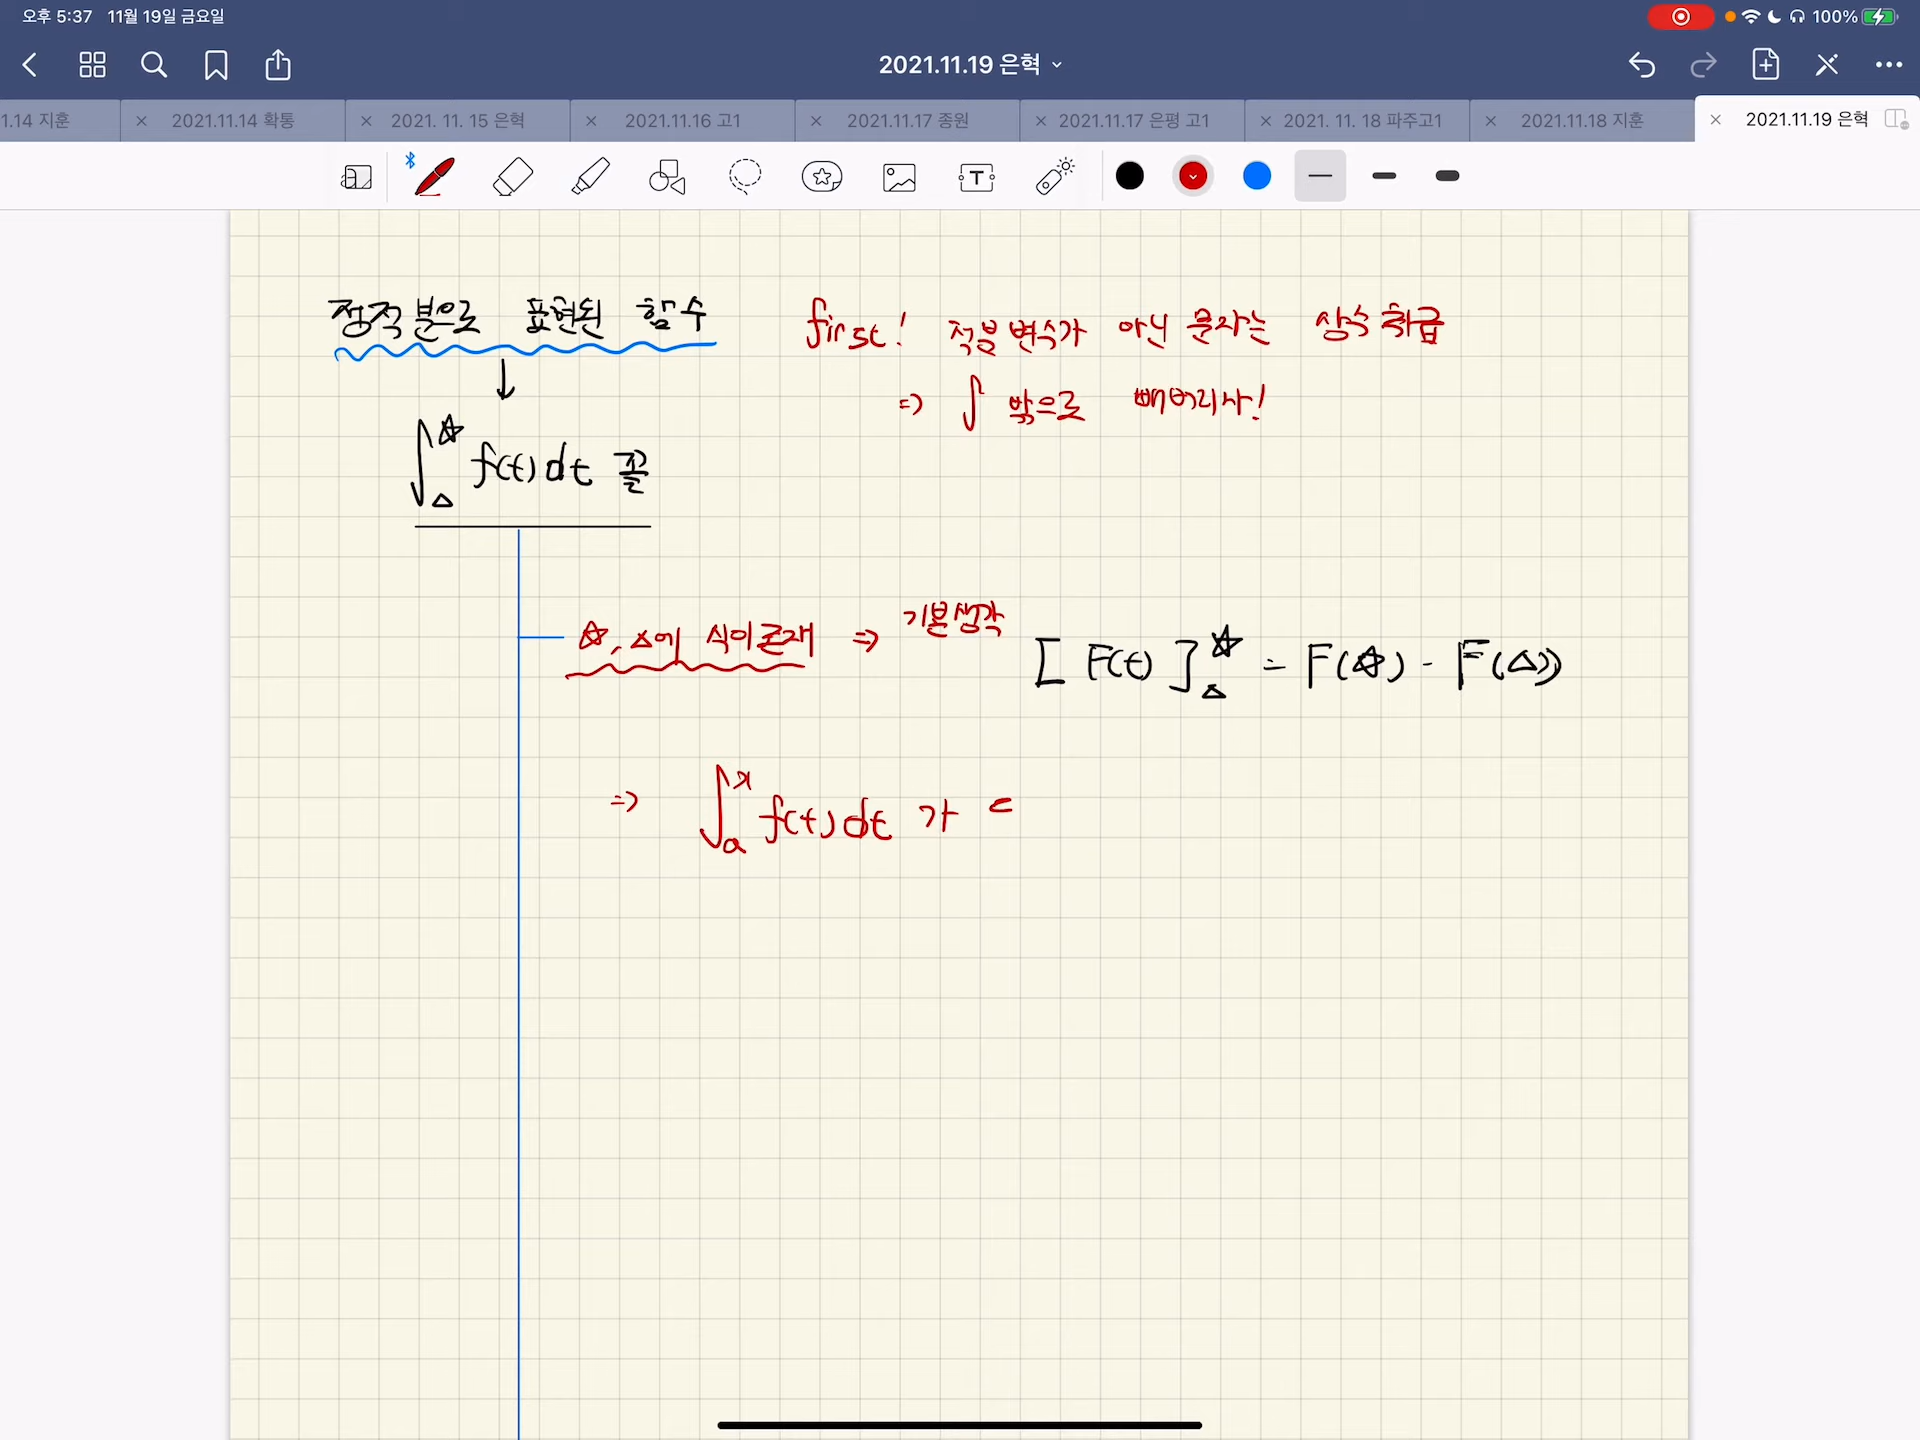 오후 5:37 11월 19일 금요일
100%
2021.11.19 은혁
1.14 지훈
2021.11.14 확통
2021. 11. 15 은혁
2021.11.16 고1
2021.11.17 종원
2021.11.17 은평 고1
2021. 11. 18 파주고1
2021.11.18 지훈
2021.11.19 은혁
정적분으로 표현된 함수
first! 적분변수가 아닌 문자는 상수 취급
⇒ ∫ 밖으로 빼버리자!
↓
∫_△^☆ f(t)dt 꼴
☆, △에 식이존재 ⇒ 기본생각
[ F(t) ]_△^☆ = F(☆) - F(△)
⇒ ∫_a^x f(t)dt 가